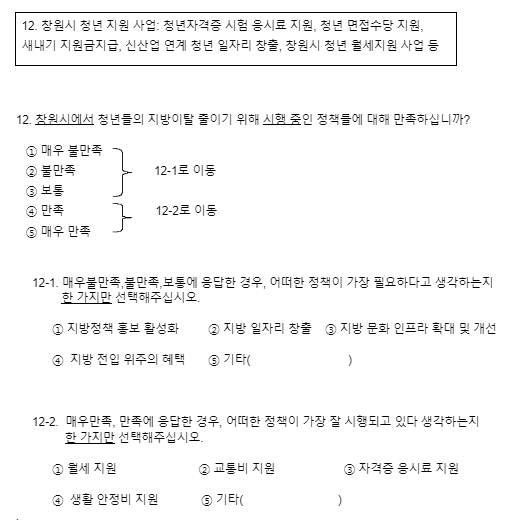 12. 창원시 청년 지원 사업: 청년자격증 시험 응시료 지원, 청년 면접수당 지원,
새내기 지원금지급, 신산업 연계 청년 일자리 창출, 창원시 청년 월세지원 사업 등
12. 창원시에서 청년들의 지방이탈 줄이기 위해 시행 중인 정책들에 대해 만족하십니까?
① 매우 불만족
② 불만족 12-1로 이동
③ 보통
④ 만족 12-2로 이동
⑤ 매우 만족
12-1. 매우불만족,불만족,보통에 응답한 경우, 어떠한 정책이 가장 필요하다고 생각하는지
한 가지만 선택해주십시오.
① 지방정책 홍보 활성화 ② 지방 일자리 창출 ③ 지방 문화 인프라 확대 및 개선
④ 지방 전입 위주의 혜택 ⑤ 기타( )
12-2. 매우만족, 만족에 응답한 경우, 어떠한 정책이 가장 잘 시행되고 있다 생각하는지
한 가지만 선택해주십시오.
① 월세 지원 ② 교통비 지원 ③ 자격증 응시료 지원
④ 생활 안정비 지원 ⑤ 기타( )